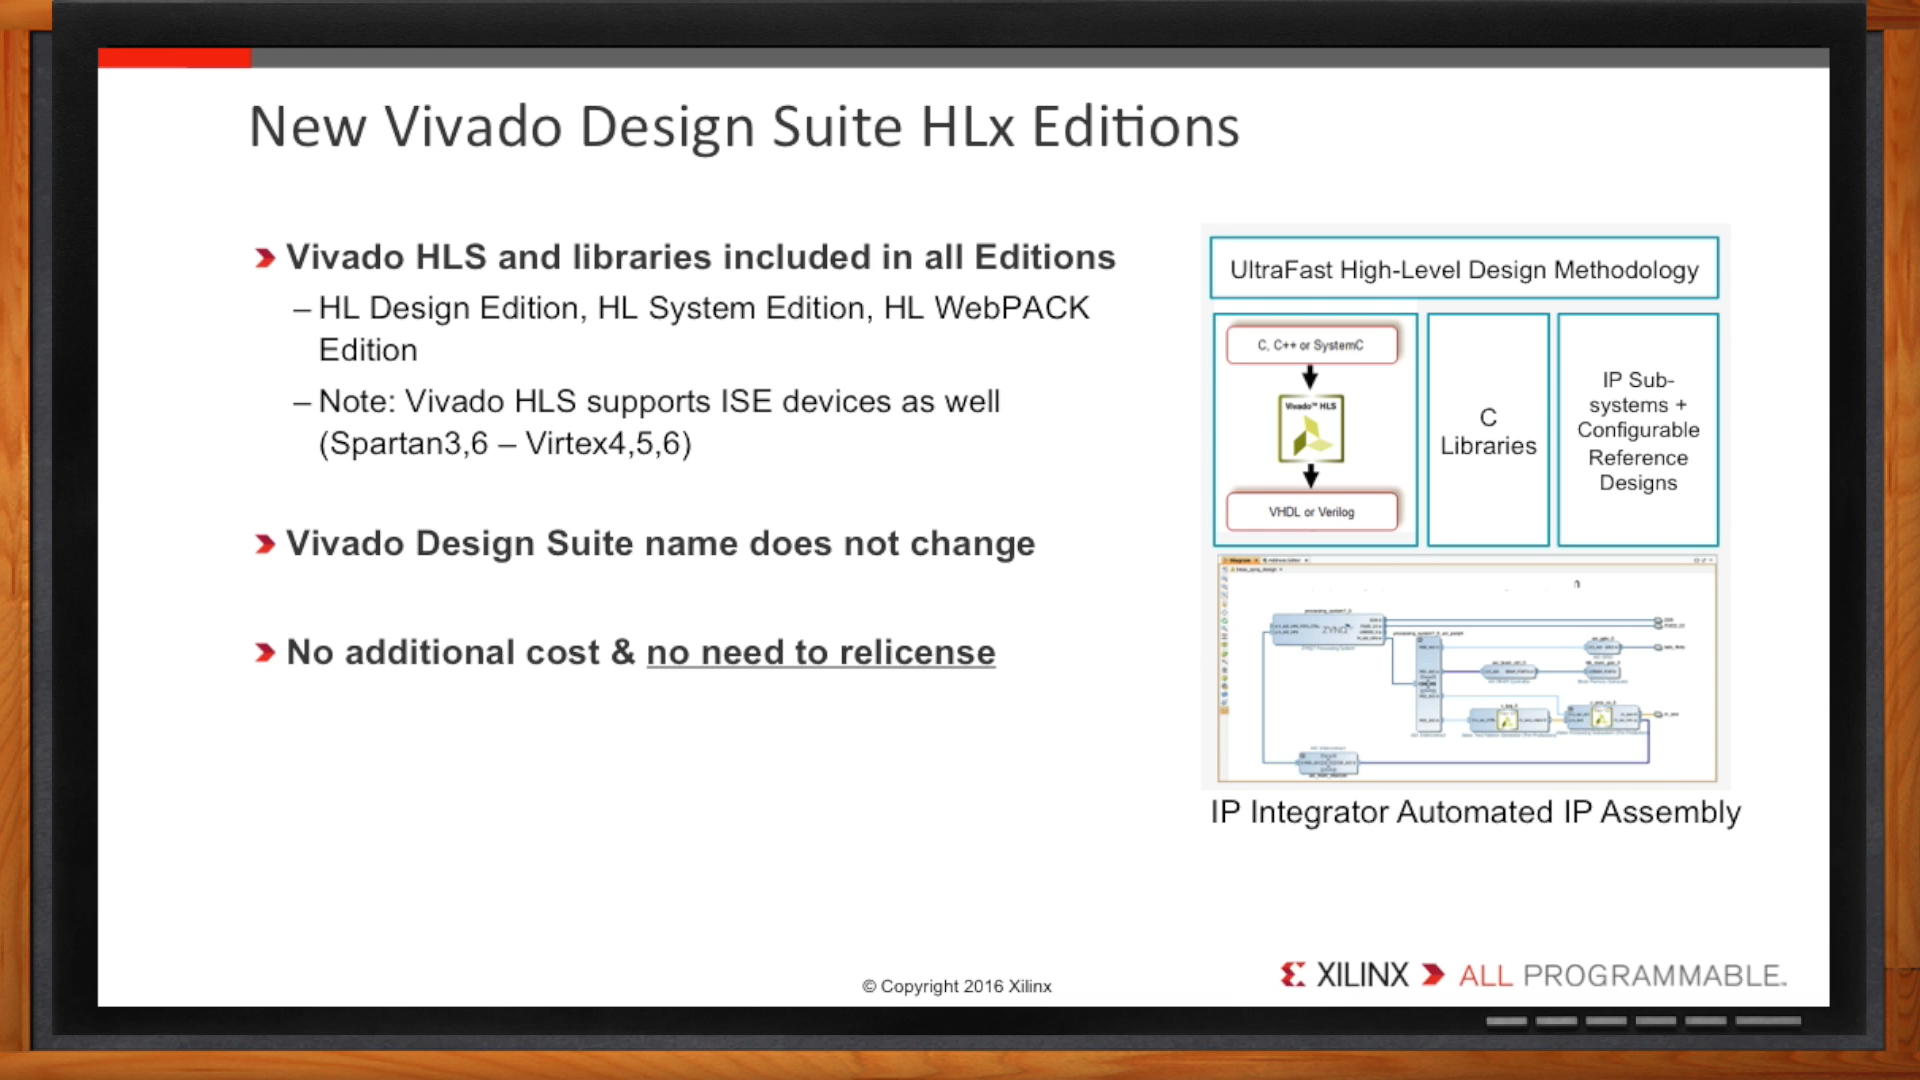 New Vivado Design Suite HLx Editions
Vivado HLS and libraries included in all Editions
– HL Design Edition, HL System Edition, HL WebPACK
Edition
– Note: Vivado HLS supports ISE devices as well
(Spartan3,6 – Virtex4,5,6)
Vivado Design Suite name does not change
No additional cost & no need to relicense
UltraFast High-Level Design Methodology
C, C++ or SystemC
Vivado™ HLS
VHDL or Verilog
C
Libraries
IP Sub-
systems +
Configurable
Reference
Designs
ZYNQ
IP Integrator Automated IP Assembly
© Copyright 2016 Xilinx
XILINX ALL PROGRAMMABLE™